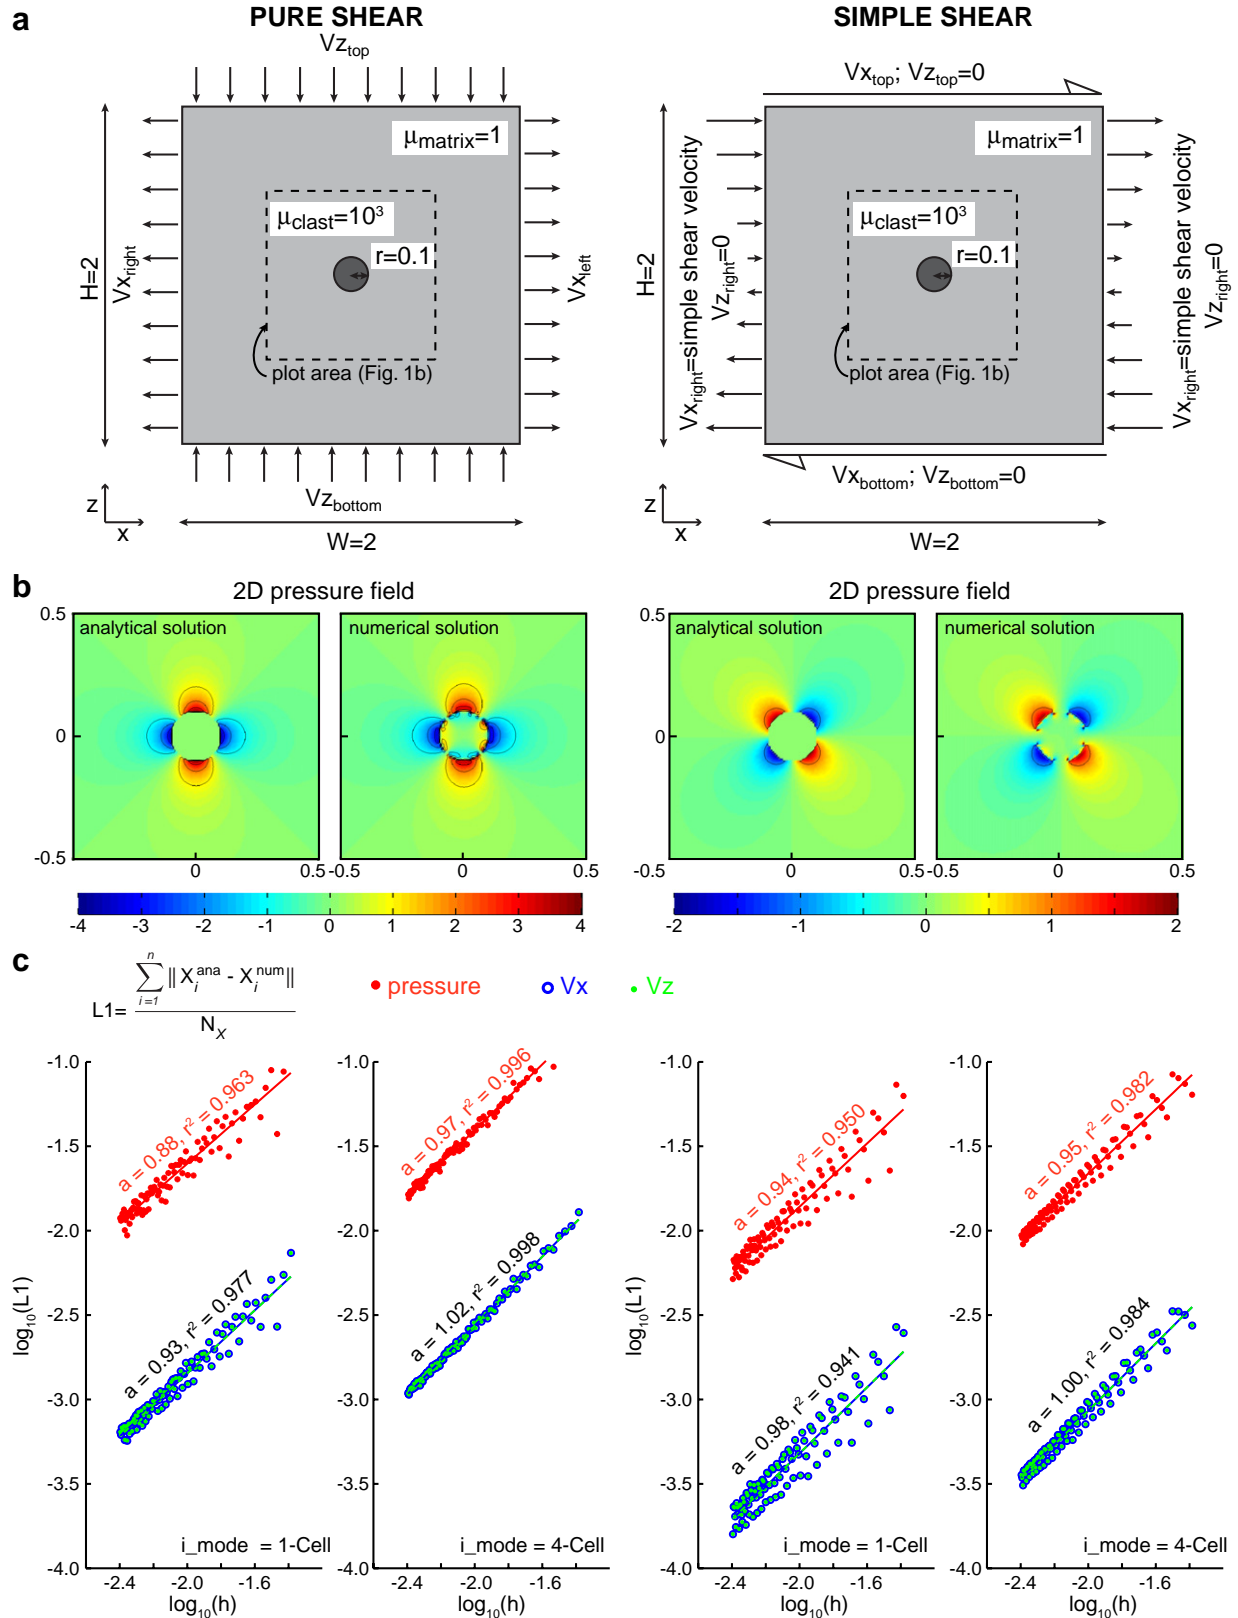 a
PURE SHEAR
SIMPLE SHEAR
Vz_top
Vx_top; Vz_top=0
μ_matrix=1
μ_matrix=1
μ_clast=10³
μ_clast=10³
r=0.1
r=0.1
H=2
Vx_right
Vx_left
H=2
Vx_right=simple shear velocity
Vz_right=0
Vx_right=simple shear velocity
Vz_right=0
plot area (Fig. 1b)
plot area (Fig. 1b)
Vz_bottom
Vx_bottom; Vz_bottom=0
z
x
W=2
z
x
W=2
b
2D pressure field
2D pressure field
0.5
analytical solution
numerical solution
0
-0.5
0
0.5
-0.5
0
0.5
0.5
analytical solution
numerical solution
0
-0.5
0
0.5
-0.5
0
0.5
-4 -3 -2 -1 0 1 2 3 4
-2 -1 0 1 2
c
L1= \frac{\sum_{i=1}^{n} || X_i^{ana} - X_i^{num} ||}{N_X}
pressure
Vx
Vz
log₁₀(L1)
-1.0
-1.5
-2.0
-2.5
-3.0
-3.5
-4.0
a = 0.88, r² = 0.963
a = 0.93, r² = 0.977
i_mode = 1-Cell
-2.4 -2.0 -1.6
log₁₀(h)
-1.0
-1.5
-2.0
-2.5
-3.0
-3.5
-4.0
a = 0.97, r² = 0.996
a = 1.02, r² = 0.998
i_mode = 4-Cell
-2.4 -2.0 -1.6
log₁₀(h)
log₁₀(L1)
-1.0
-1.5
-2.0
-2.5
-3.0
-3.5
-4.0
a = 0.94, r² = 0.950
a = 0.98, r² = 0.941
i_mode = 1-Cell
-2.4 -2.0 -1.6
log₁₀(h)
-1.0
-1.5
-2.0
-2.5
-3.0
-3.5
-4.0
a = 0.95, r² = 0.982
a = 1.00, r² = 0.984
i_mode = 4-Cell
-2.4 -2.0 -1.6
log₁₀(h)